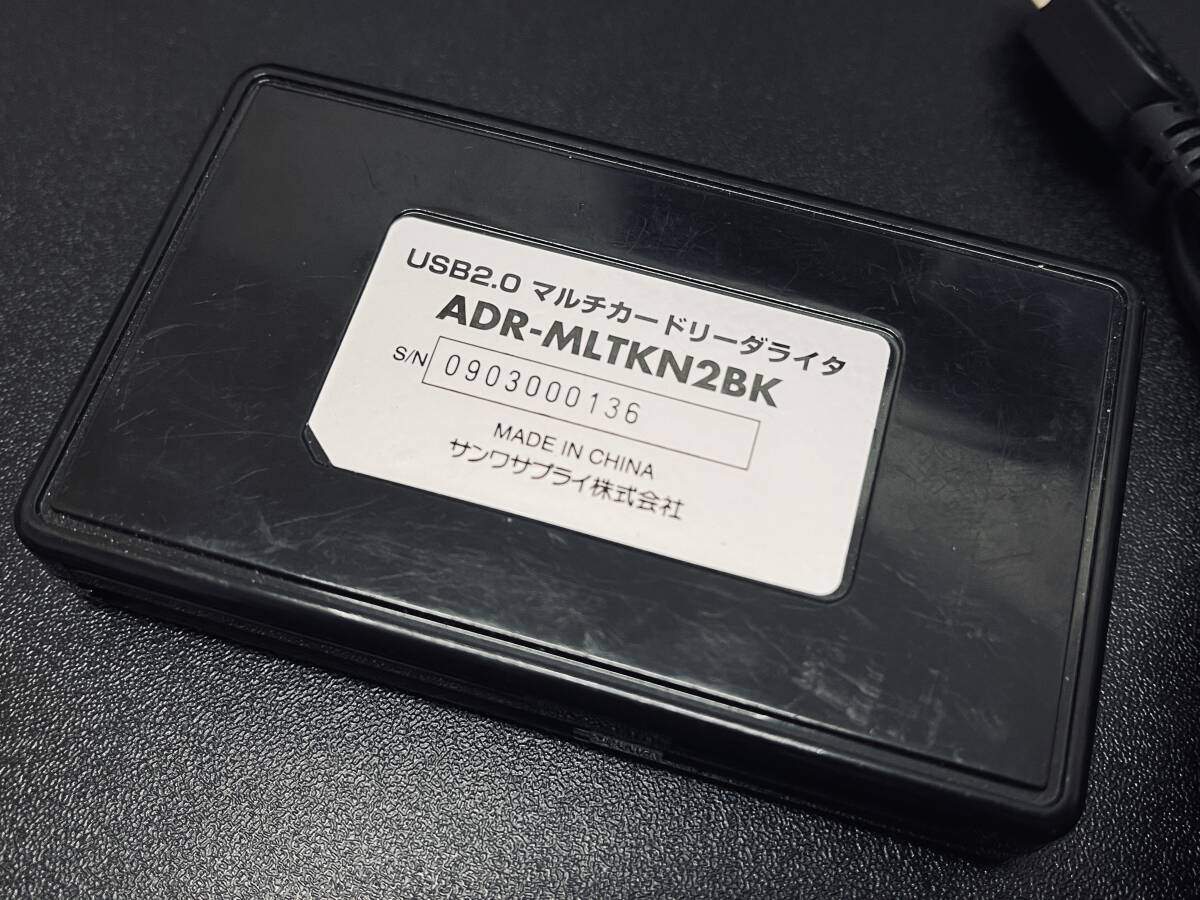 USB2.0 マルチカードリーダライタ
ADR-MLTKN2BK
S/N 0903000136
MADE IN CHINA
サンワサプライ株式会社